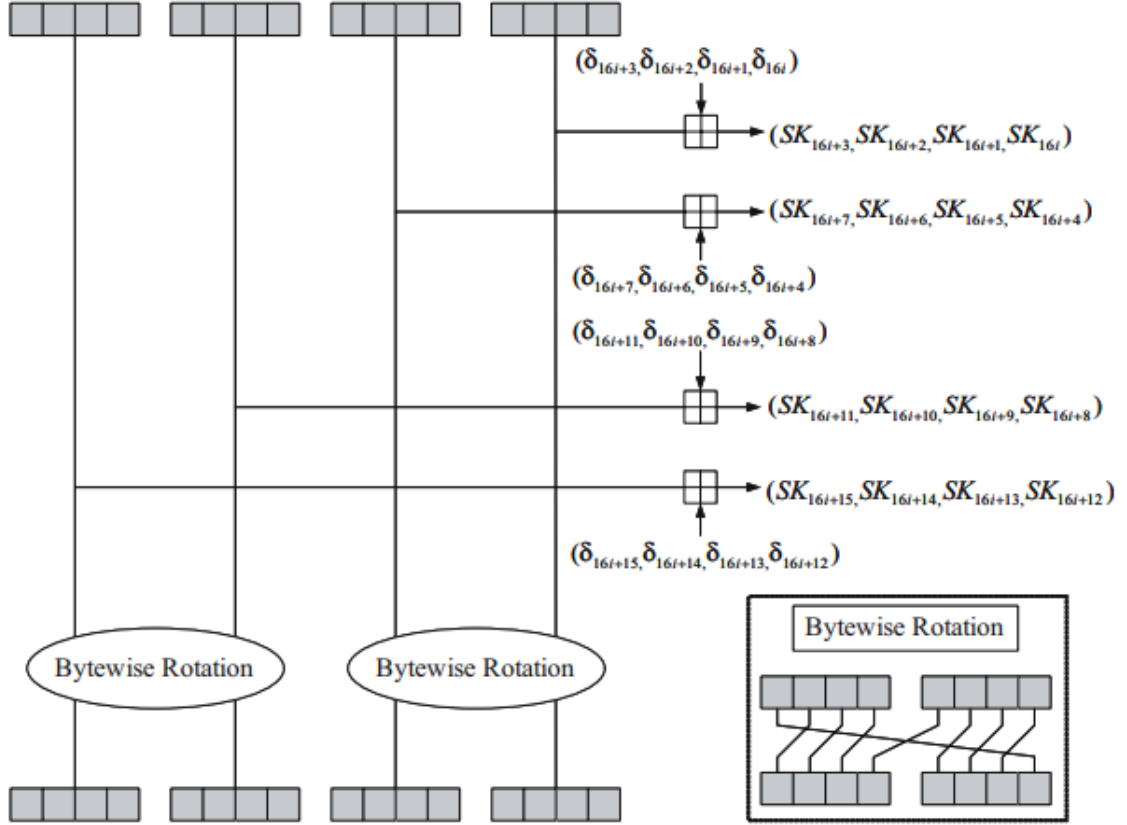 (δ₁₆ᵢ₊₃,δ₁₆ᵢ₊₂,δ₁₆ᵢ₊₁,δ₁₆ᵢ)
(SK₁₆ᵢ₊₃,SK₁₆ᵢ₊₂,SK₁₆ᵢ₊₁,SK₁₆ᵢ)
(SK₁₆ᵢ₊₇,SK₁₆ᵢ₊₆,SK₁₆ᵢ₊₅,SK₁₆ᵢ₊₄)
(δ₁₆ᵢ₊₇,δ₁₆ᵢ₊₆,δ₁₆ᵢ₊₅,δ₁₆ᵢ₊₄)
(δ₁₆ᵢ₊₁₁,δ₁₆ᵢ₊₁₀,δ₁₆ᵢ₊₉,δ₁₆ᵢ₊₈)
(SK₁₆ᵢ₊₁₁,SK₁₆ᵢ₊₁₀,SK₁₆ᵢ₊₉,SK₁₆ᵢ₊₈)
(SK₁₆ᵢ₊₁₅,SK₁₆ᵢ₊₁₄,SK₁₆ᵢ₊₁₃,SK₁₆ᵢ₊₁₂)
(δ₁₆ᵢ₊₁₅,δ₁₆ᵢ₊₁₄,δ₁₆ᵢ₊₁₃,δ₁₆ᵢ₊₁₂)
Bytewise Rotation
Bytewise Rotation
Bytewise Rotation